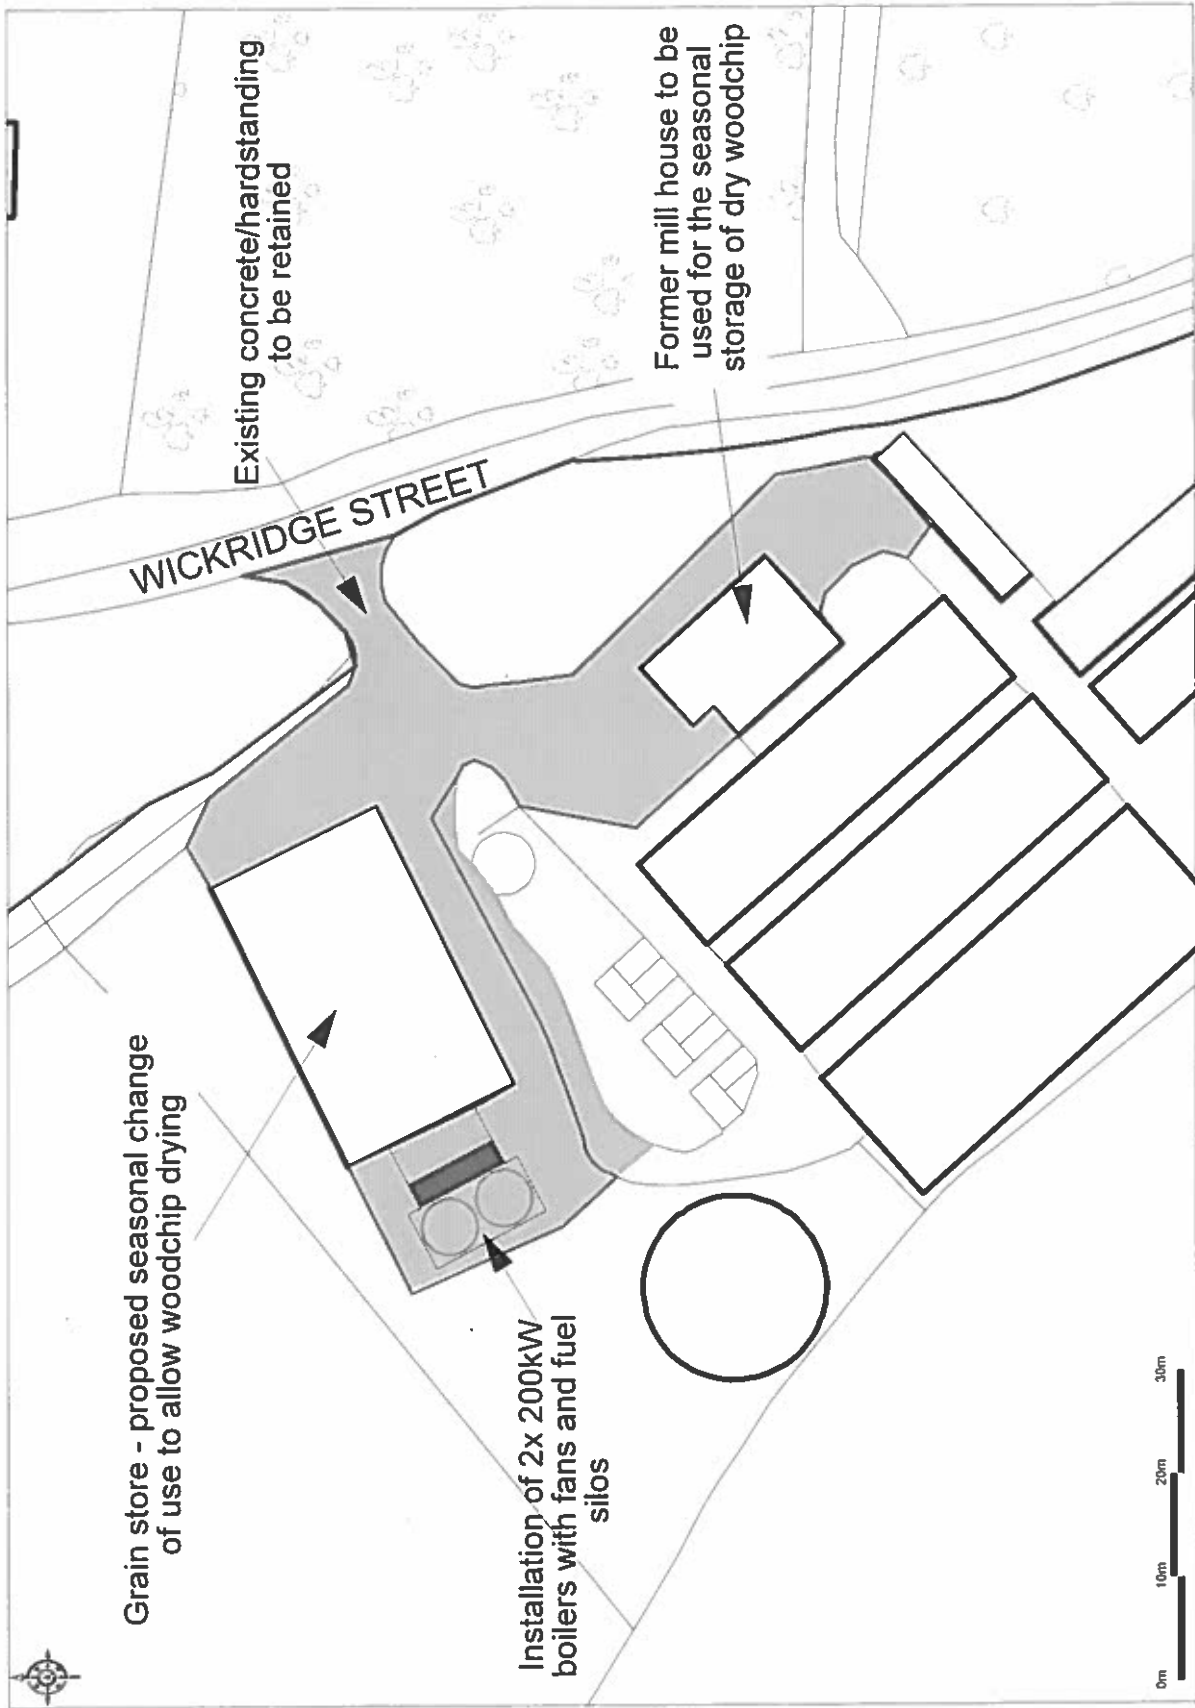 Grain store - proposed seasonal change
of use to allow woodchip drying
Existing concrete/hardstanding
to be retained
WICKRIDGE STREET
Installation of 2x 200kW
boilers with fans and fuel
silos
Former mill house to be
used for the seasonal
storage of dry woodchip
0m 10m 20m 30m